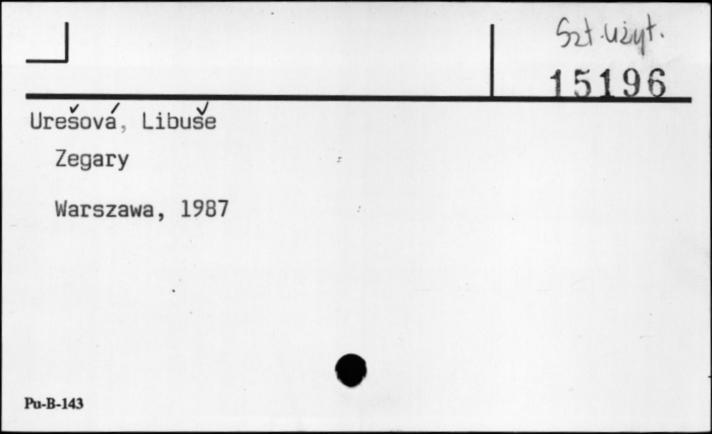 Szt. użyt.
15196
Urešová, Libuše
Zegary
Warszawa, 1987
Pu-B-143